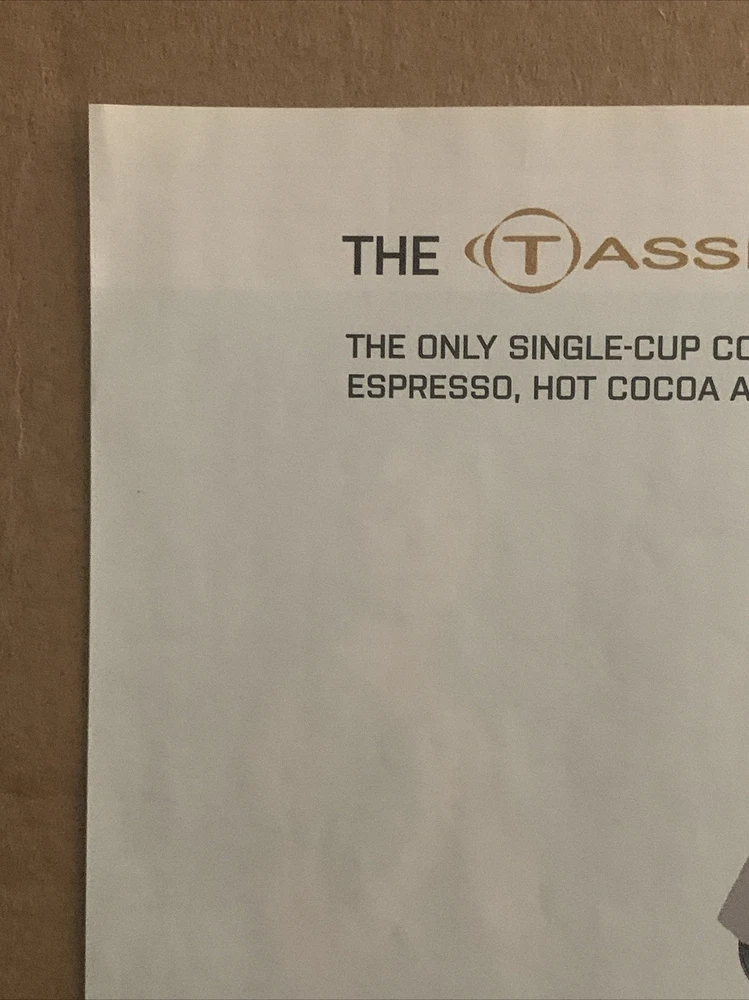 THE TASS
THE ONLY SINGLE-CUP CO
ESPRESSO, HOT COCOA A